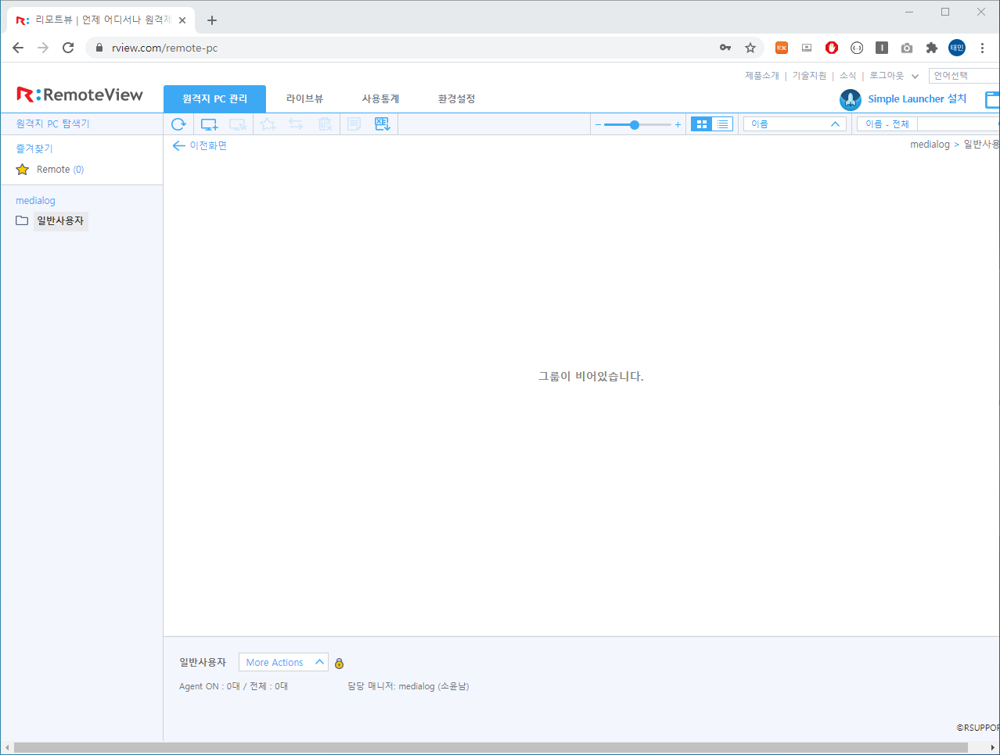 리모트뷰 | 언제 어디서나 원격제
rview.com/remote-pc
태민
제품소개 | 기술지원 | 소식 | 로그아웃 언어선택
RemoteView 원격지 PC 관리 라이브뷰 사용통계 환경설정 Simple Launcher 설치
원격지 PC 탐색기 이름 이름 - 전체
즐겨찾기 이전화면 medialog > 일반사용
Remote (0)
medialog
일반사용자
그룹이 비어있습니다.
일반사용자 More Actions
Agent ON : 0대 / 전체 : 0대 담당 매니저: medialog (소윤남)
©RSUPPOR